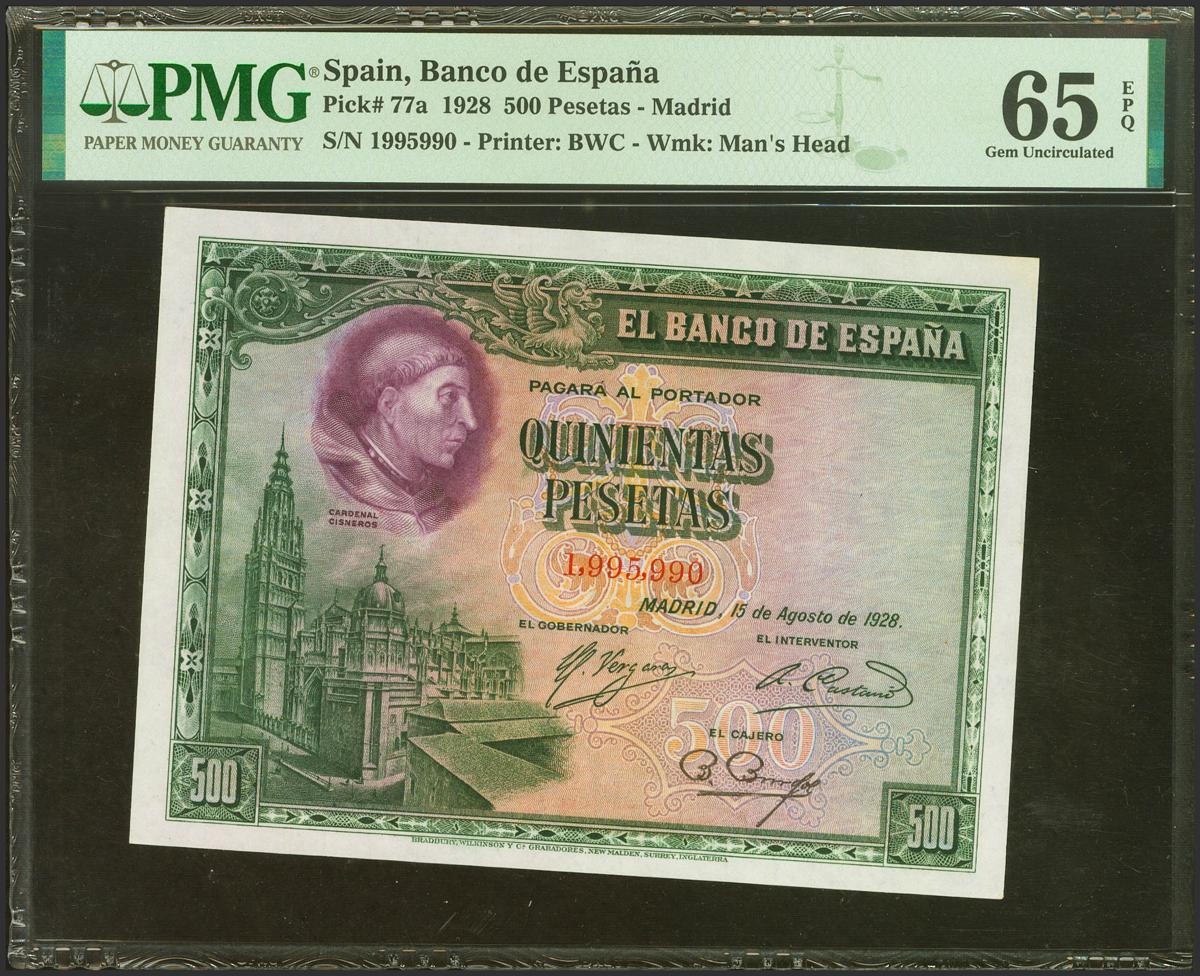 PMG®
PAPER MONEY GUARANTY
Spain, Banco de España
Pick# 77a 1928 500 Pesetas - Madrid
S/N 1995990 - Printer: BWC - Wmk: Man's Head
65 EPQ
Gem Uncirculated
EL BANCO DE ESPAÑA
PAGARÁ AL PORTADOR
QUINIENTAS
PESETAS
CARDENAL
CISNEROS
1,995,990
MADRID, 15 de Agosto de 1928.
EL GOBERNADOR
EL INTERVENTOR
500
EL CAJERO
500
500
BRADBURY, WILKINSON Y Cª GRABADORES, NEW MALDEN, SURREY, INGLATERRA